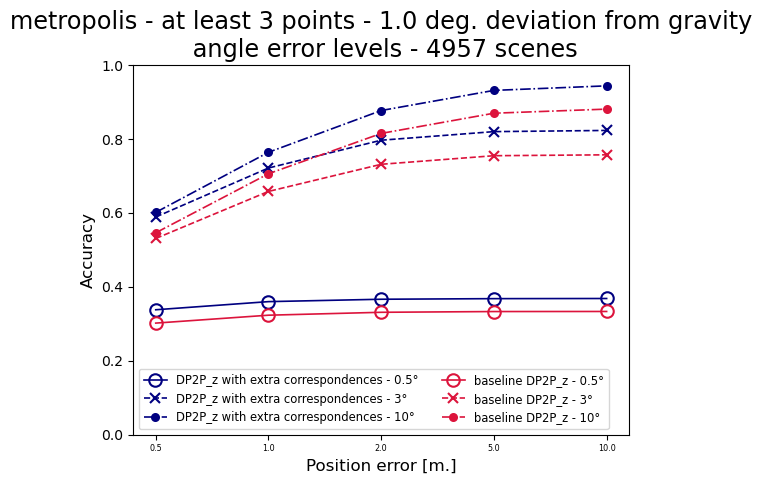 metropolis - at least 3 points - 1.0 deg. deviation from gravity
angle error levels - 4957 scenes
1.0
0.8
0.6
0.4
0.2
0.0
Accuracy
DP2P_z with extra correspondences - 0.5°
DP2P_z with extra correspondences - 3°
DP2P_z with extra correspondences - 10°
baseline DP2P_z - 0.5°
baseline DP2P_z - 3°
baseline DP2P_z - 10°
0.5 1.0 2.0 5.0 10.0
Position error [m.]